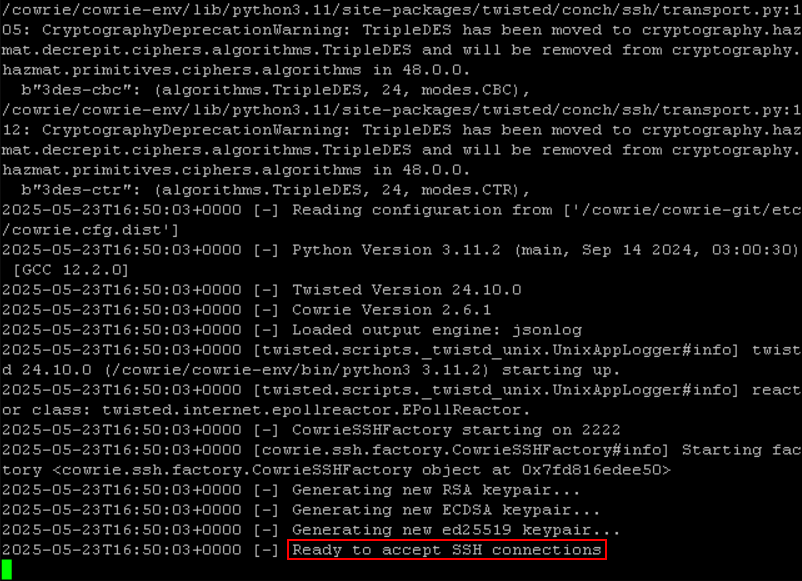 /cowrie/cowrie-env/lib/python3.11/site-packages/twisted/conch/ssh/transport.py:1
05: CryptographyDeprecationWarning: TripleDES has been moved to cryptography.haz
mat.decrepit.ciphers.algorithms.TripleDES and will be removed from cryptography.
hazmat.primitives.ciphers.algorithms in 48.0.0.
  b"3des-cbc": (algorithms.TripleDES, 24, modes.CBC),
/cowrie/cowrie-env/lib/python3.11/site-packages/twisted/conch/ssh/transport.py:1
12: CryptographyDeprecationWarning: TripleDES has been moved to cryptography.haz
mat.decrepit.ciphers.algorithms.TripleDES and will be removed from cryptography.
hazmat.primitives.ciphers.algorithms in 48.0.0.
  b"3des-ctr": (algorithms.TripleDES, 24, modes.CTR),
2025-05-23T16:50:03+0000 [-] Reading configuration from ['/cowrie/cowrie-git/etc
/cowrie.cfg.dist']
2025-05-23T16:50:03+0000 [-] Python Version 3.11.2 (main, Sep 14 2024, 03:00:30)
 [GCC 12.2.0]
2025-05-23T16:50:03+0000 [-] Twisted Version 24.10.0
2025-05-23T16:50:03+0000 [-] Cowrie Version 2.6.1
2025-05-23T16:50:03+0000 [-] Loaded output engine: jsonlog
2025-05-23T16:50:03+0000 [twisted.scripts._twistd_unix.UnixAppLogger#info] twist
d 24.10.0 (/cowrie/cowrie-env/bin/python3 3.11.2) starting up.
2025-05-23T16:50:03+0000 [twisted.scripts._twistd_unix.UnixAppLogger#info] react
or class: twisted.internet.epollreactor.EPollReactor.
2025-05-23T16:50:03+0000 [-] CowrieSSHFactory starting on 2222
2025-05-23T16:50:03+0000 [cowrie.ssh.factory.CowrieSSHFactory#info] Starting fac
tory <cowrie.ssh.factory.CowrieSSHFactory object at 0x7fd816edee50>
2025-05-23T16:50:03+0000 [-] Generating new RSA keypair...
2025-05-23T16:50:03+0000 [-] Generating new ECDSA keypair...
2025-05-23T16:50:03+0000 [-] Generating new ed25519 keypair...
2025-05-23T16:50:03+0000 [-] Ready to accept SSH connections